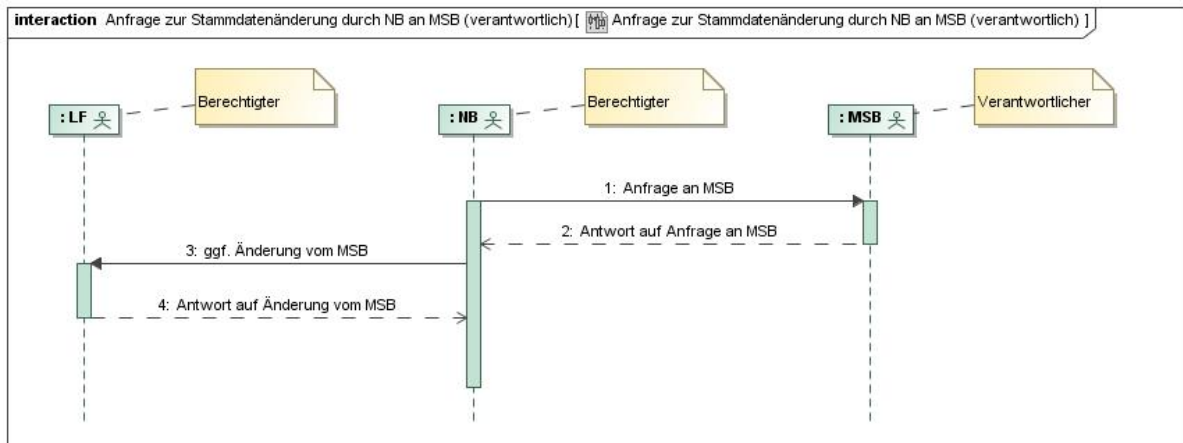 interaction Anfrage zur Stammdatenänderung durch NB an MSB (verantwortlich)[ Anfrage zur Stammdatenänderung durch NB an MSB (verantwortlich) ]
Berechtigter
Berechtigter
Verantwortlicher
: LF
: NB
: MSB
1: Anfrage an MSB
2: Antwort auf Anfrage an MSB
3: ggf. Änderung vom MSB
4: Antwort auf Änderung vom MSB